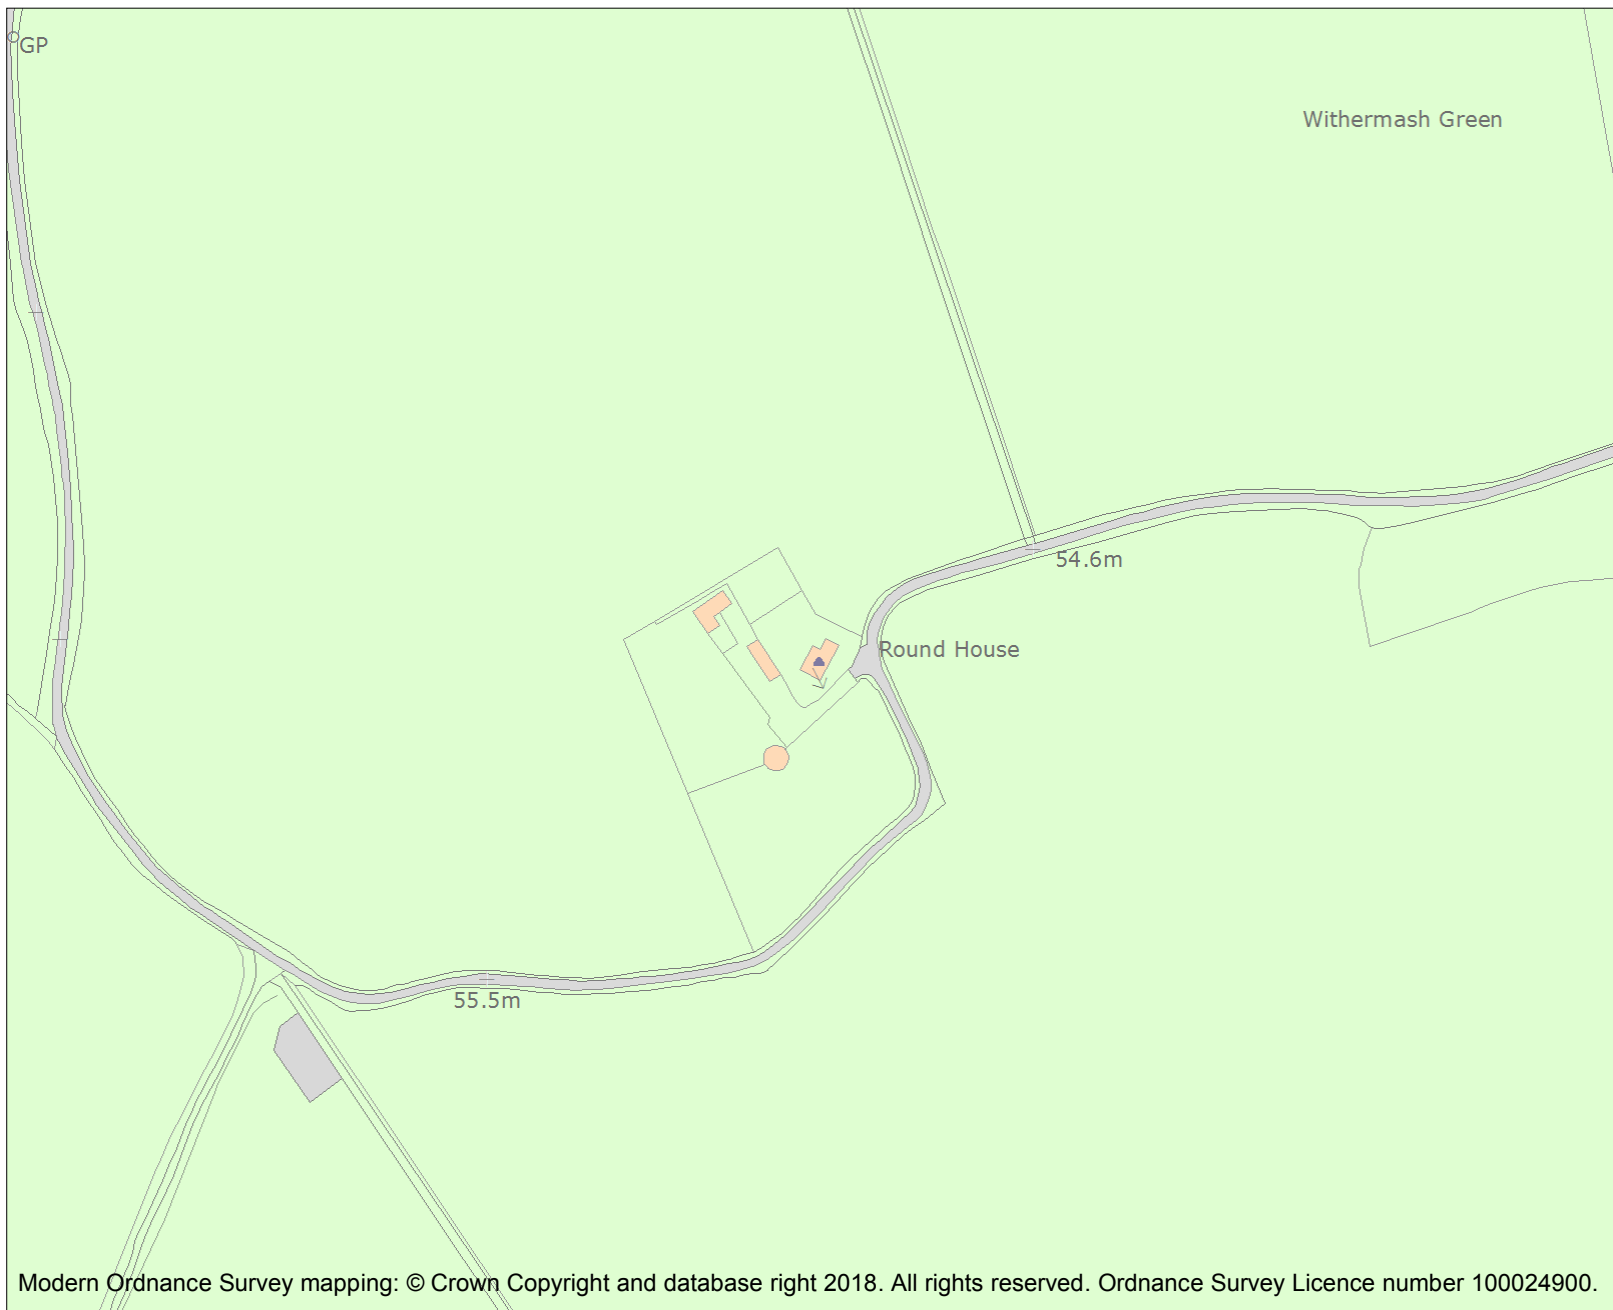 GP
Withermash Green
54.6m
Round House
55.5m
Modern Ordnance Survey mapping: © Crown Copyright and database right 2018. All rights reserved. Ordnance Survey Licence number 100024900.